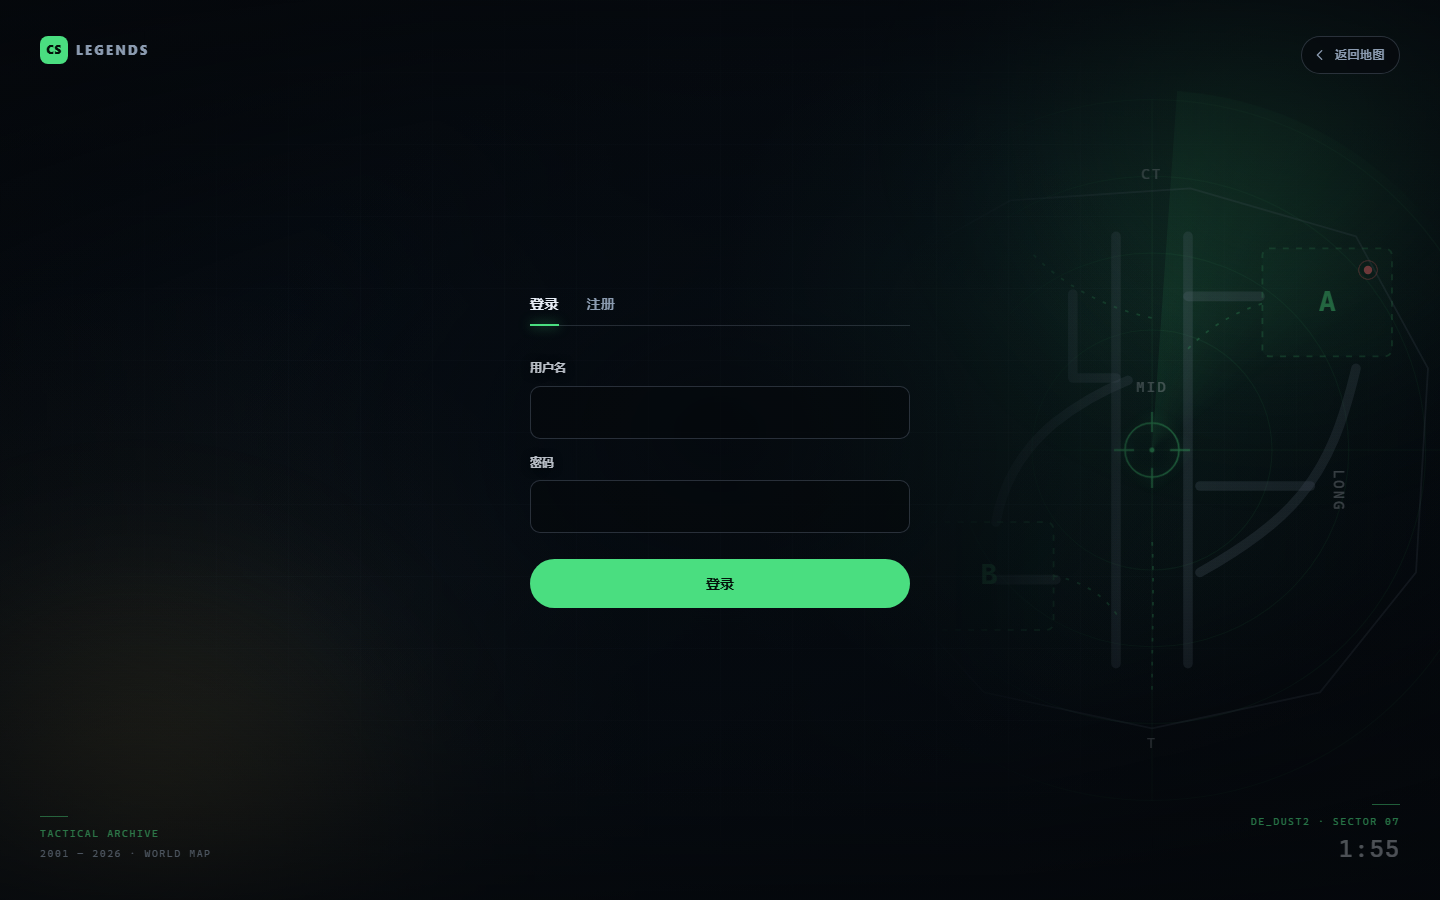 CS LEGENDS
返回地图
CT
A
登录 注册
用户名
MID
密码
LONG
B
登录
T
TACTICAL ARCHIVE
2001 — 2026 · WORLD MAP
DE_DUST2 · SECTOR 07
1:55